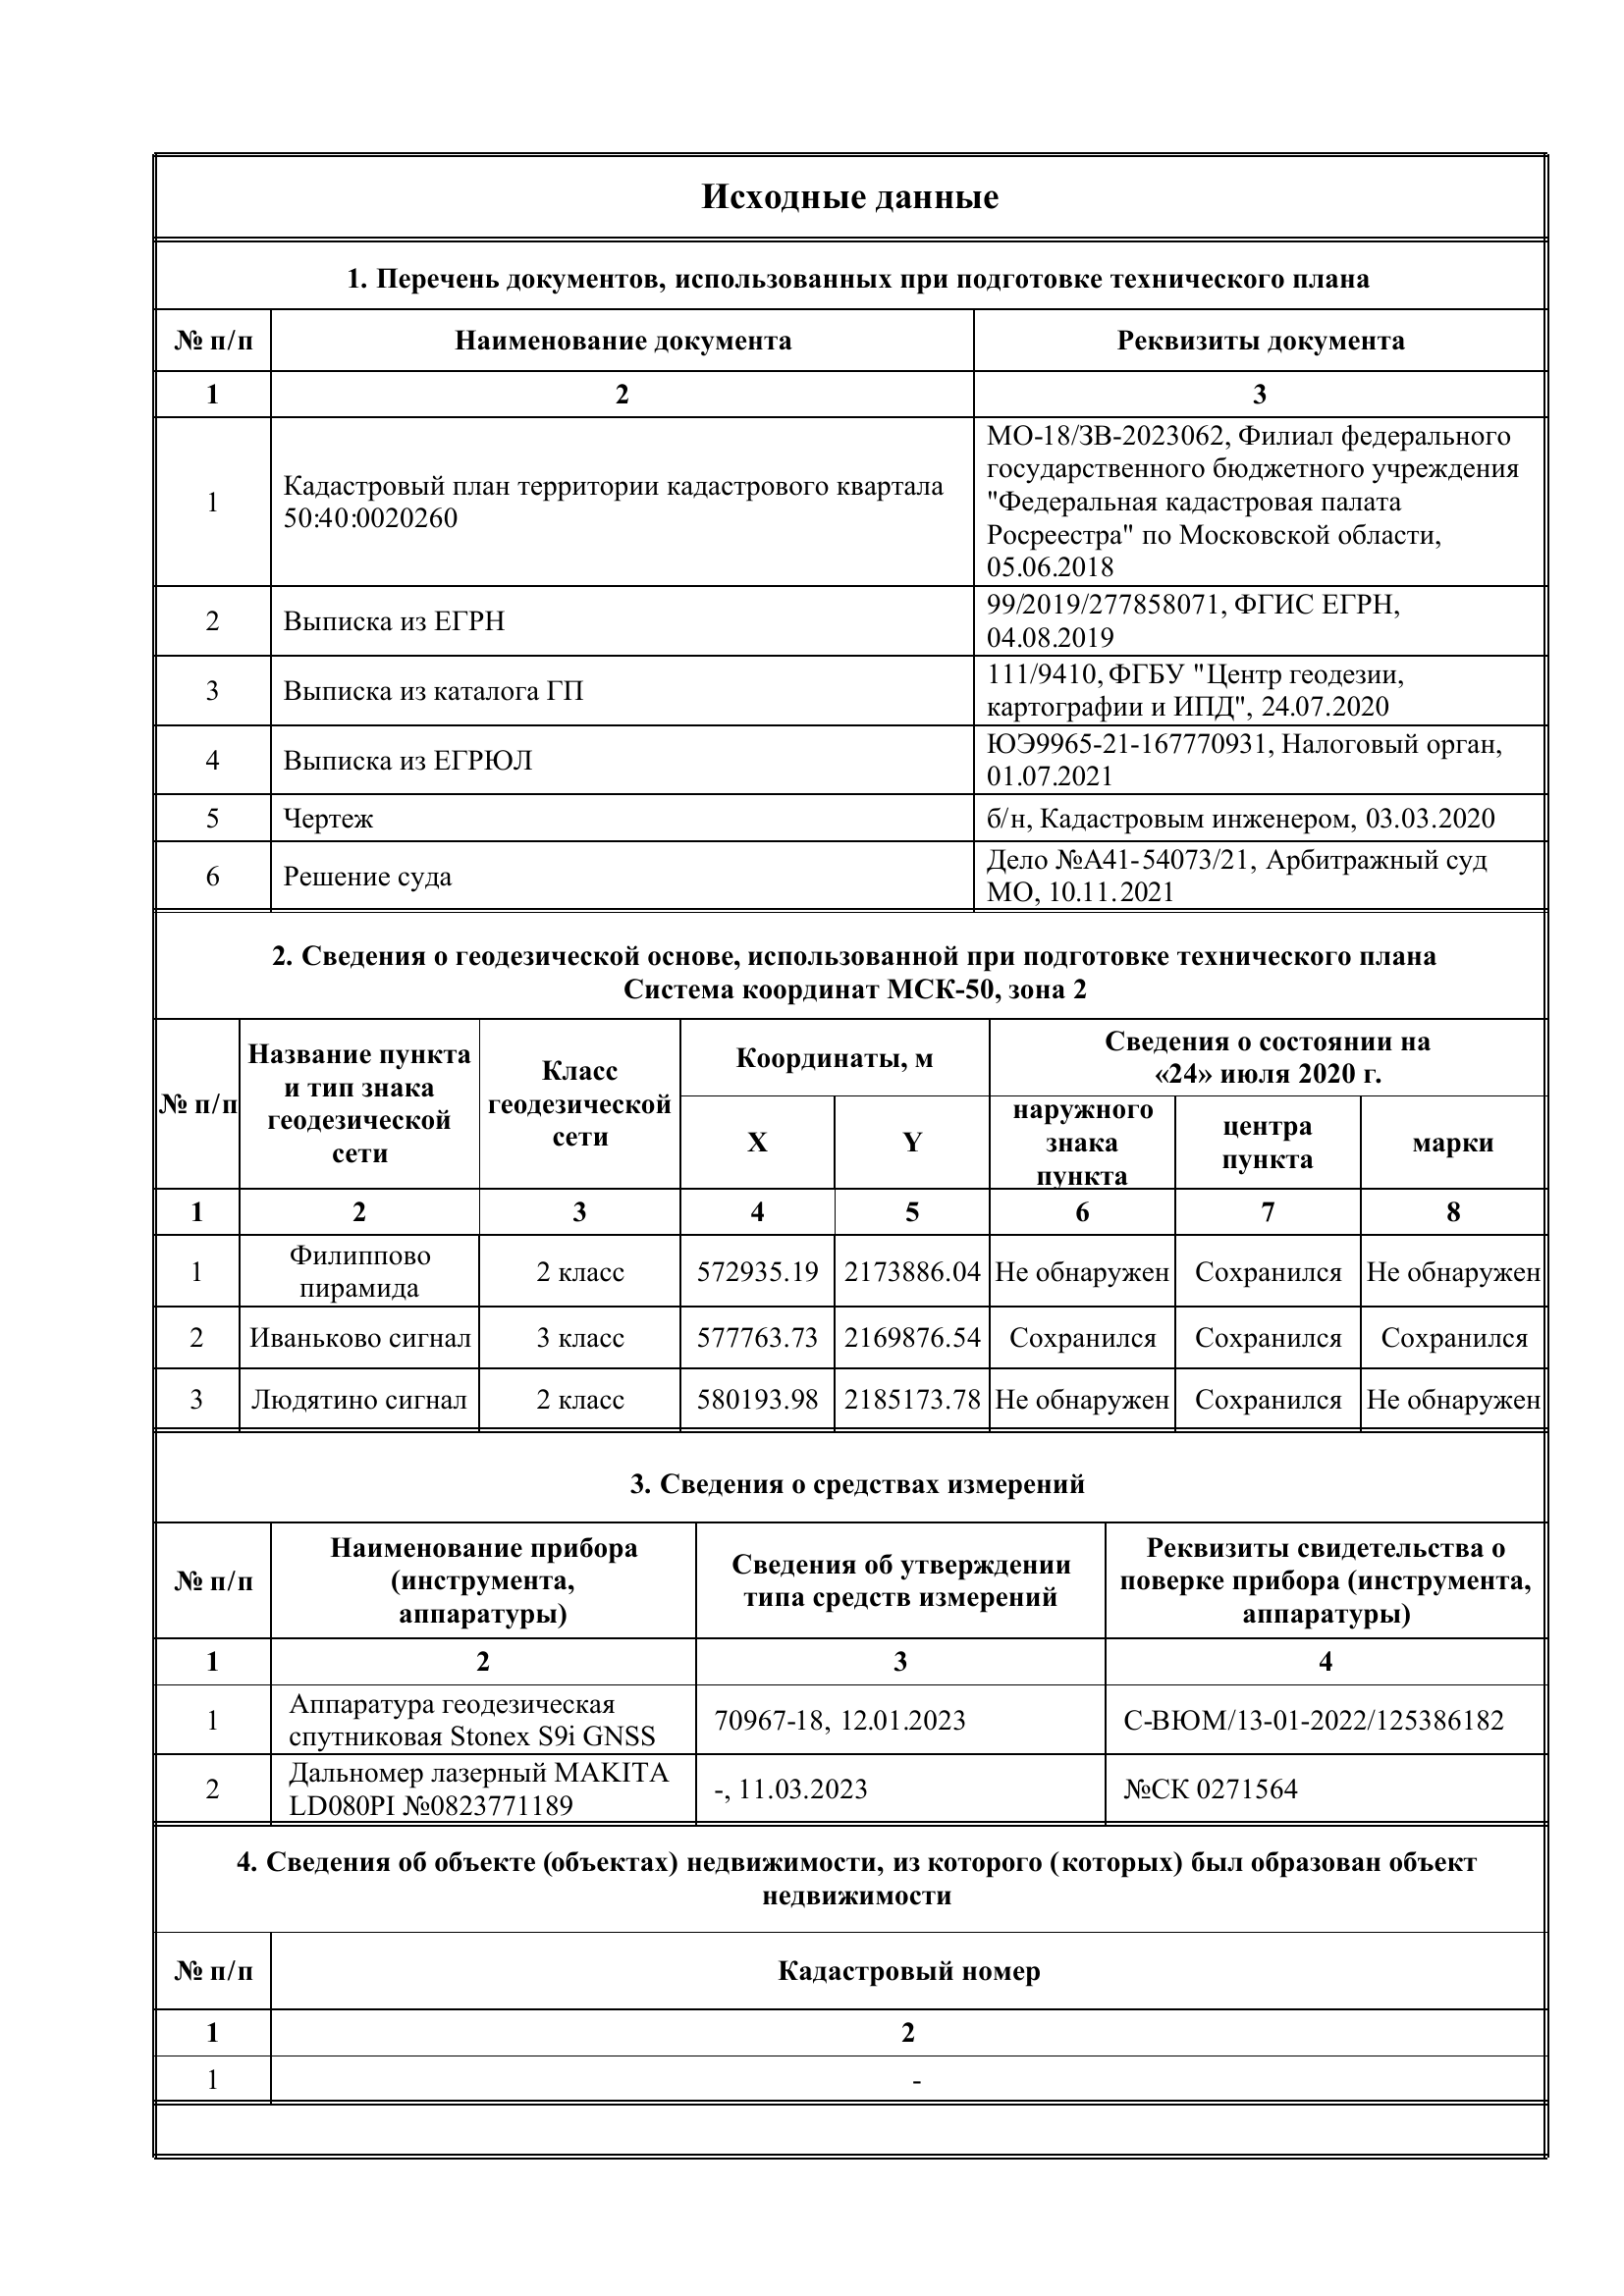 Исходные данные
1. Перечень документов, использованных при подготовке технического плана
№ п/п Наименование документа Реквизиты документа
1 2 3
1
Кадастровый план территории кадастрового квартала
50:40:0020260
МО-18/ЗВ-2023062, Филиал федерального
государственного бюджетного учреждения
"Федеральная кадастровая палата
Росреестра" по Московской области,
05.06.2018
2 Выписка из ЕГРН
99/2019/277858071, ФГИС ЕГРН,
04.08.2019
3 Выписка из каталога ГП
111/9410, ФГБУ "Центр геодезии,
картографии и ИПД", 24.07.2020
4 Выписка из ЕГРЮЛ
ЮЭ9965-21-167770931, Налоговый орган,
01.07.2021
5 Чертеж б/н, Кадастровым инженером, 03.03.2020
6 Решение суда
Дело №А41-54073/21, Арбитражный суд
МО, 10.11.2021
2. Сведения о геодезической основе, использованной при подготовке технического плана
Система координат МСК-50, зона 2
№ п/п
Название пункта
и тип знака
геодезической
сети
Класс
геодезической
сети
Координаты, м
Сведения о состоянии на
«24» июля 2020 г.
X Y
наружного
знака
пункта
центра
пункта
марки
1 2 3 4 5 6 7 8
1
Филиппово
пирамида
2 класс 572935.19 2173886.04 Не обнаружен Сохранился Не обнаружен
2 Иваньково сигнал 3 класс 577763.73 2169876.54 Сохранился Сохранился Сохранился
3 Людятино сигнал 2 класс 580193.98 2185173.78 Не обнаружен Сохранился Не обнаружен
3. Сведения о средствах измерений
№ п/п
Наименование прибора
(инструмента,
аппаратуры)
Сведения об утверждении
типа средств измерений
Реквизиты свидетельства о
поверке прибора (инструмента,
аппаратуры)
1 2 3 4
1
Аппаратура геодезическая
спутниковая Stonex S9i GNSS
70967-18, 12.01.2023 С-ВЮМ/13-01-2022/125386182
2
Дальномер лазерный MAKITA
LD080PI №0823771189
-, 11.03.2023 №СК 0271564
4. Сведения об объекте (объектах) недвижимости, из которого (которых) был образован объект
недвижимости
№ п/п Кадастровый номер
1 2
1 -